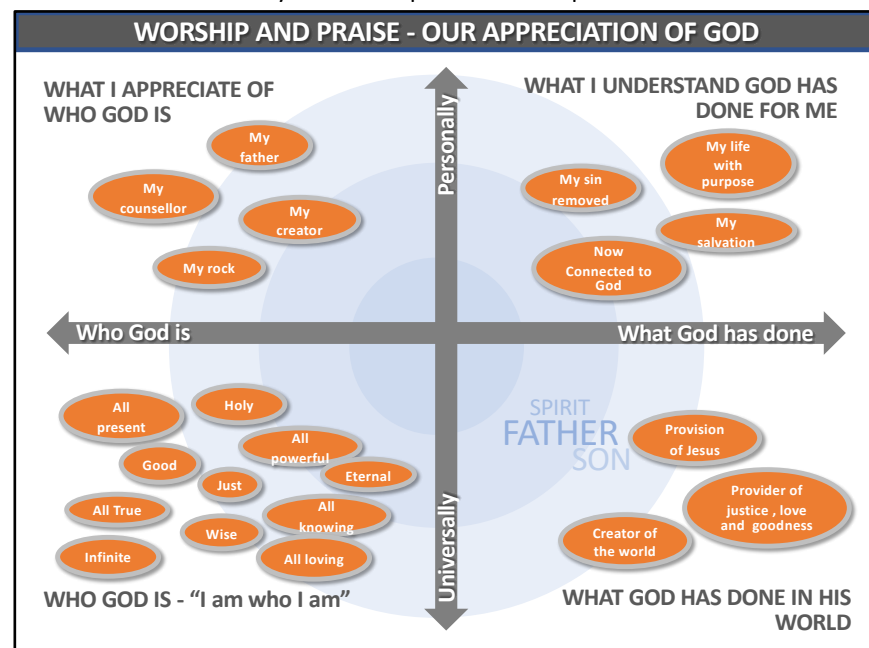 WORSHIP AND PRAISE - OUR APPRECIATION OF GOD
WHAT I APPRECIATE OF
WHO GOD IS
My
father
My
counsellor
My
creator
My rock
Personally
WHAT I UNDERSTAND GOD HAS
DONE FOR ME
My life
with
purpose
My sin
removed
My
salvation
Now
Connected to
God
Who God is
What God has done
All
present
Holy
All
powerful
Good
Eternal
Just
All True
All
knowing
Wise
Infinite
All loving
WHO GOD IS - “I am who I am”
Universally
SPIRIT
FATHER
SON
Provision
of Jesus
Provider of
justice , love
and goodness
Creator of
the world
WHAT GOD HAS DONE IN HIS
WORLD